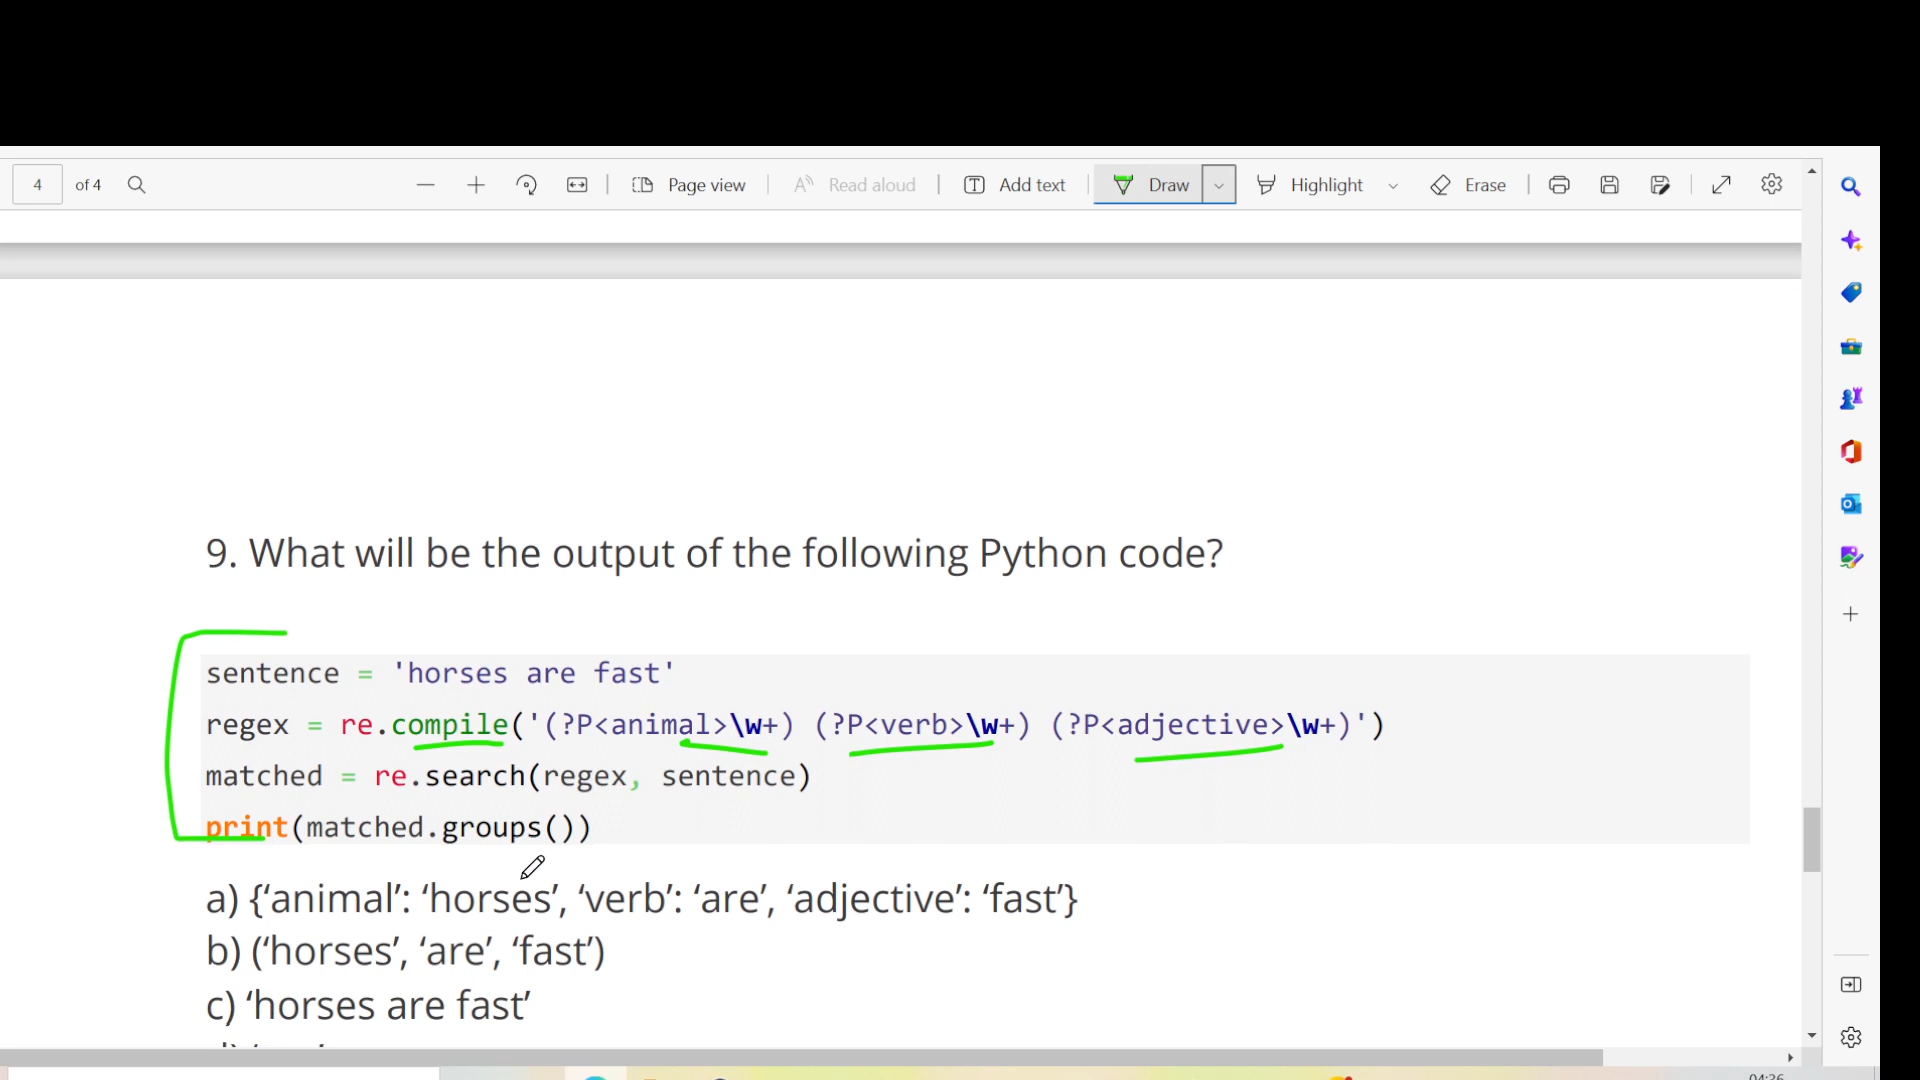 4 of 4 Page view Read aloud Add text Draw Highlight Erase
9. What will be the output of the following Python code?
sentence = 'horses are fast'
regex = re.compile('(?P<animal>\w+) (?P<verb>\w+) (?P<adjective>\w+)')
matched = re.search(regex, sentence)
print(matched.groups())
a) {‘animal’: ‘horses’, ‘verb’: ‘are’, ‘adjective’: ‘fast’}
b) (‘horses’, ‘are’, ‘fast’)
c) ‘horses are fast’